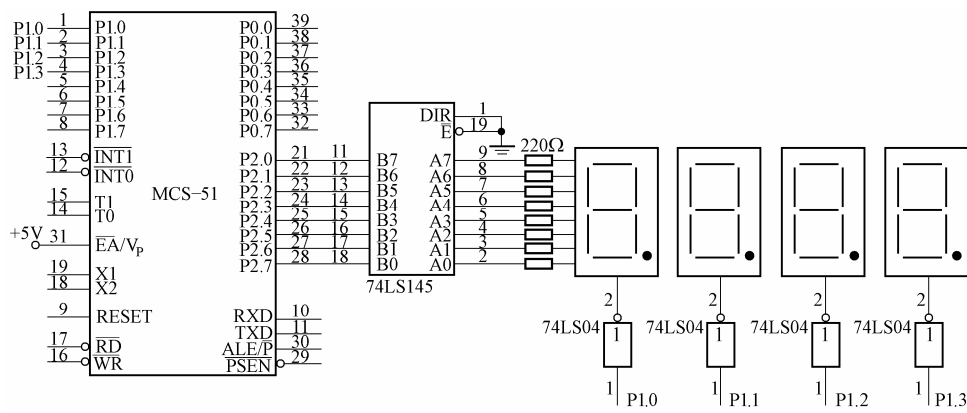 P1.0 1 P1.0
P1.1 2 P1.1
P1.2 3 P1.2
P1.3 4 P1.3
5 P1.4
6 P1.5
7 P1.6
8 P1.7
13 INT1
12 INT0
15 T1
14 T0
+5V 31 EA/VP
19 X1
18 X2
9 RESET
17 RD
16 WR
MCS-51
P0.0 39
P0.1 38
P0.2 37
P0.3 36
P0.4 35
P0.5 34
P0.6 33
P0.7 32
P2.0 21
P2.1 22
P2.2 23
P2.3 24
P2.4 25
P2.5 26
P2.6 27
P2.7 28
RXD 10
TXD 11
ALE/P 30
PSEN 29
DIR 1
E 19
11 B7 A7 9
12 B6 A6 8
13 B5 A5 7
14 B4 A4 6
15 B3 A3 5
16 B2 A2 4
17 B1 A1 3
18 B0 A0 2
74LS145
220Ω
2 2 2 2
74LS04 74LS04 74LS04 74LS04
1 1 1 1
1 P1.0 1 P1.1 1 P1.2 1 P1.3